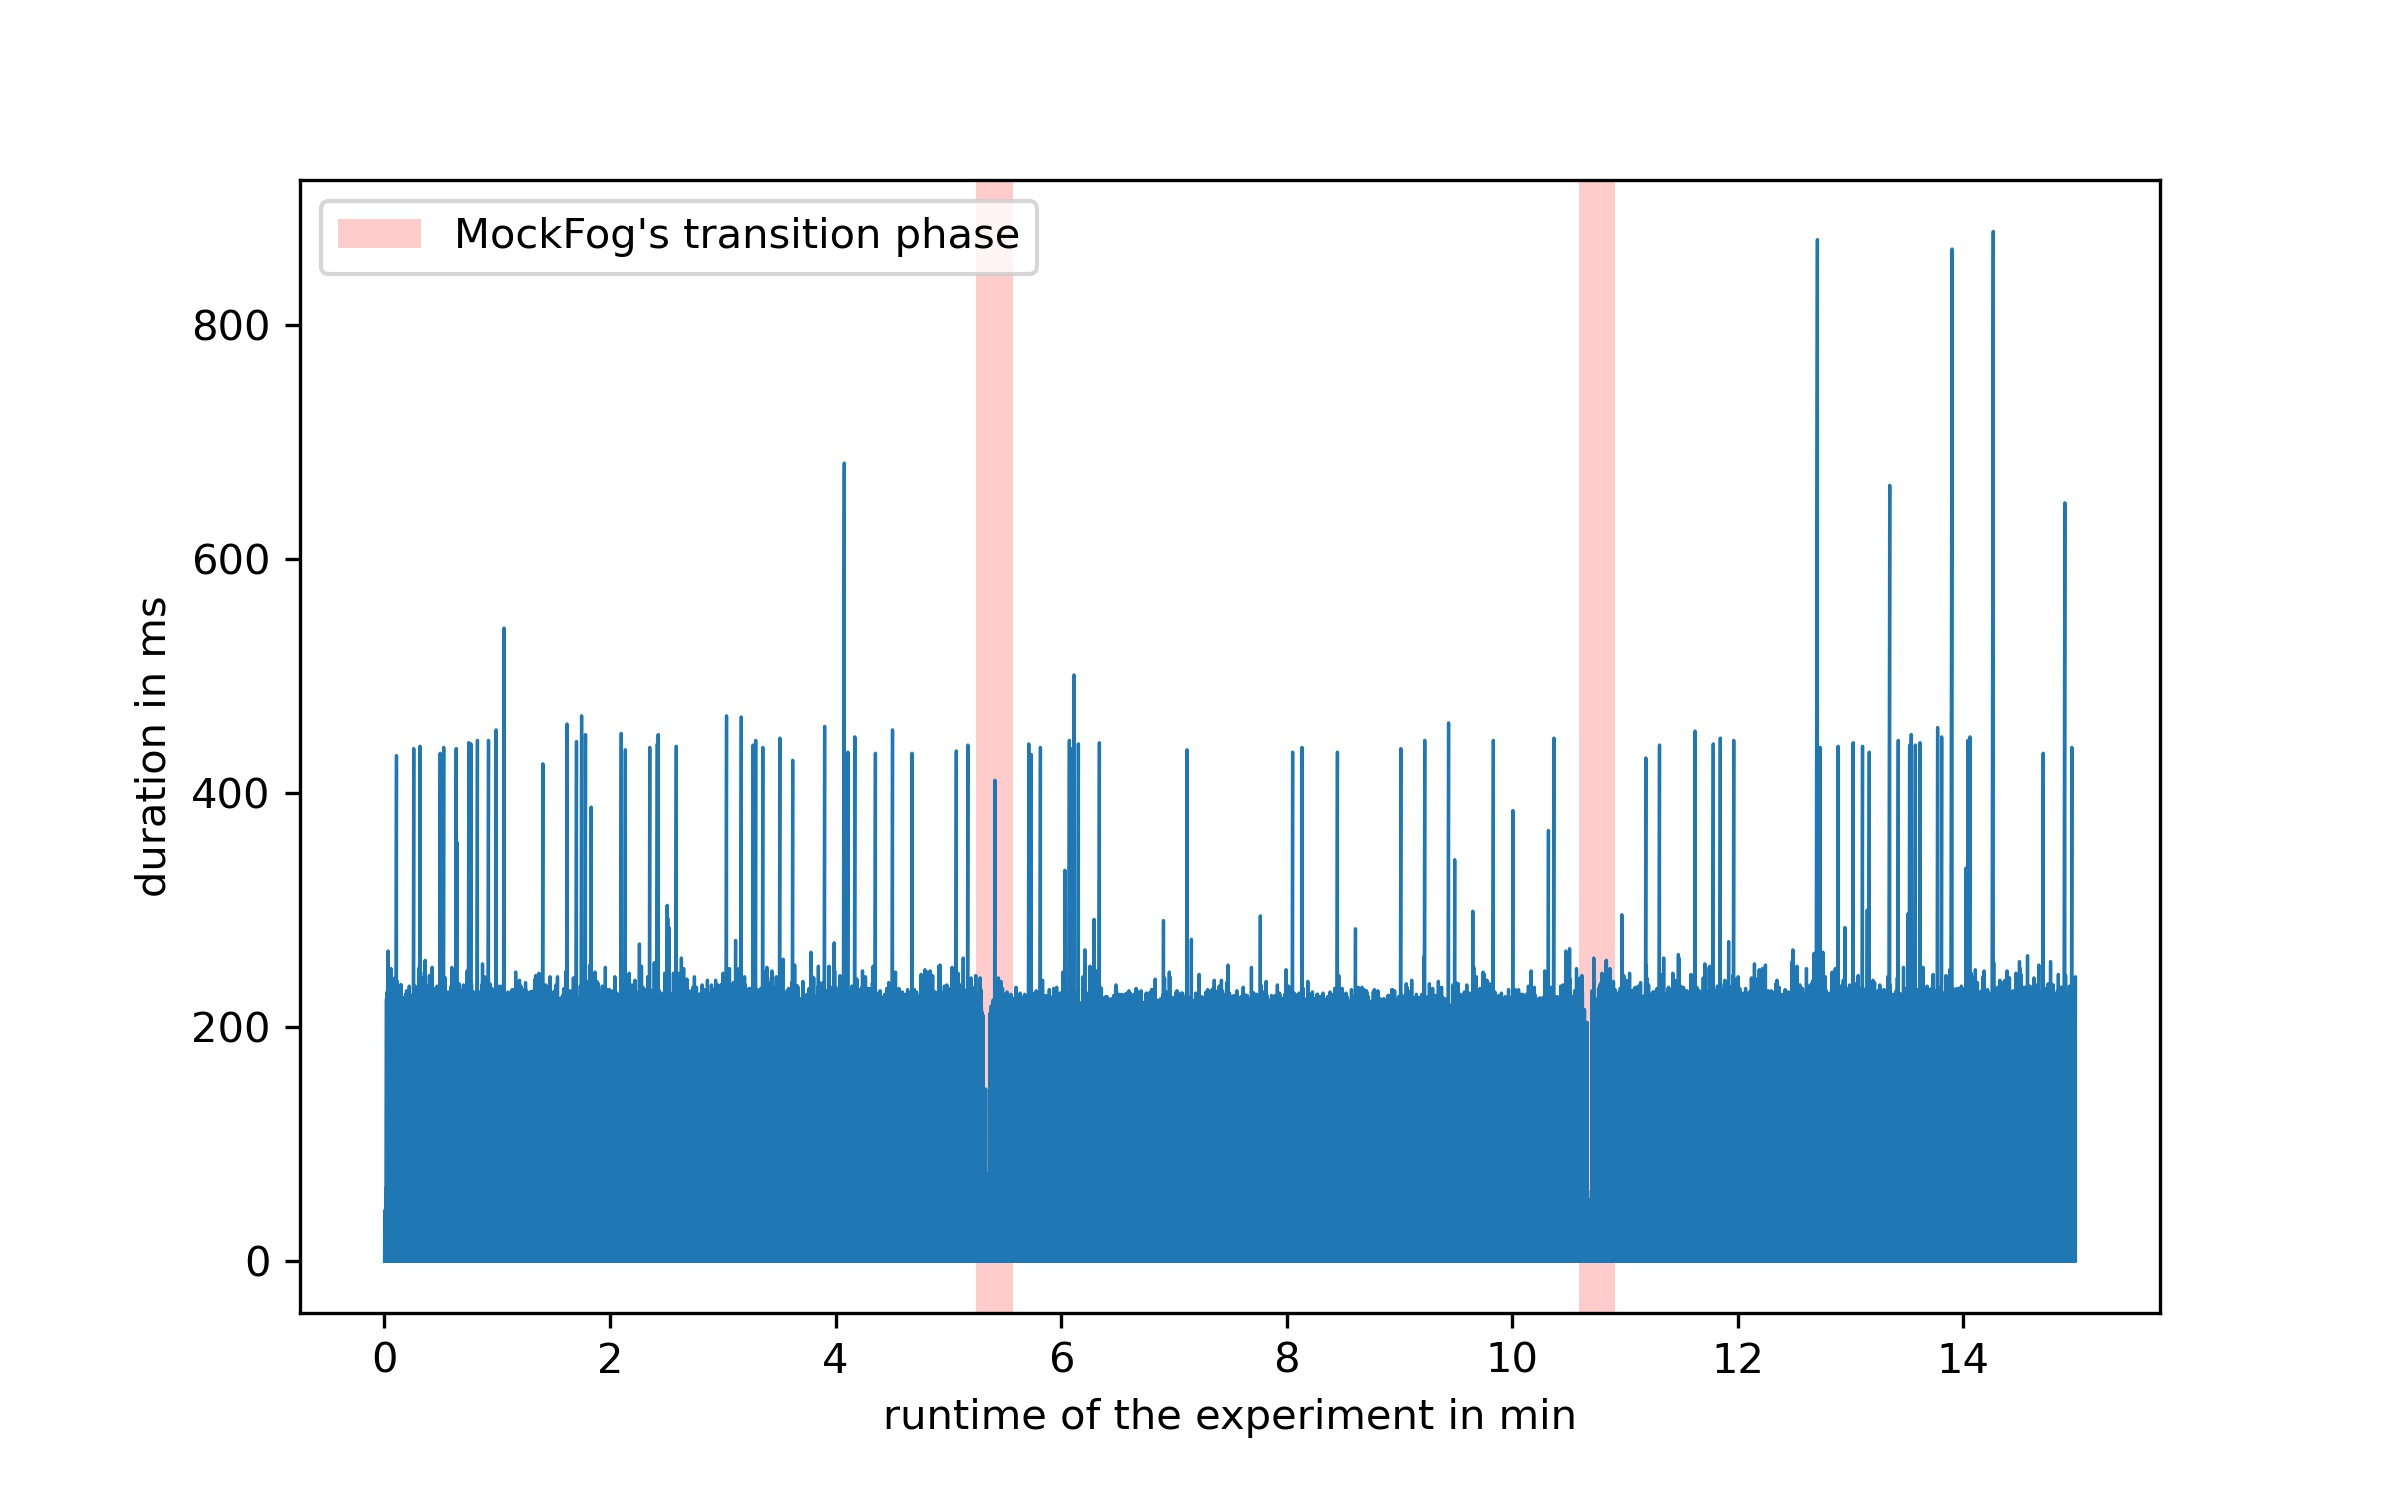 MockFog's transition phase
800
600
400
200
0
duration in ms
0 2 4 6 8 10 12 14
runtime of the experiment in min